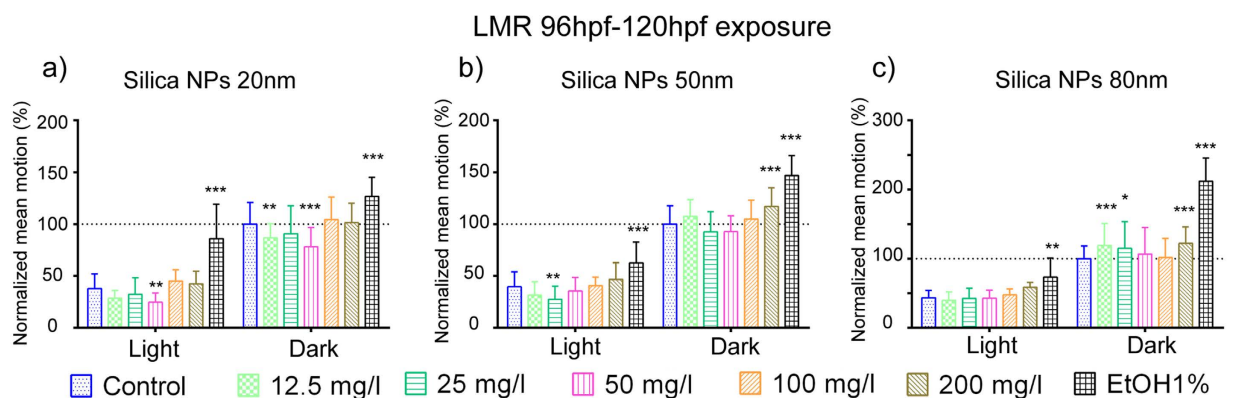 LMR 96hpf-120hpf exposure
a)
Silica NPs 20nm
Normalized mean motion (%)
200
150
100
50
0
***
**
***
**
***
Light
Dark
b)
Silica NPs 50nm
Normalized mean motion (%)
200
150
100
50
0
**
***
***
***
Light
Dark
c)
Silica NPs 80nm
Normalized mean motion (%)
300
200
100
0
**
***
*
***
***
Light
Dark
Control
12.5 mg/l
25 mg/l
50 mg/l
100 mg/l
200 mg/l
EtOH1%